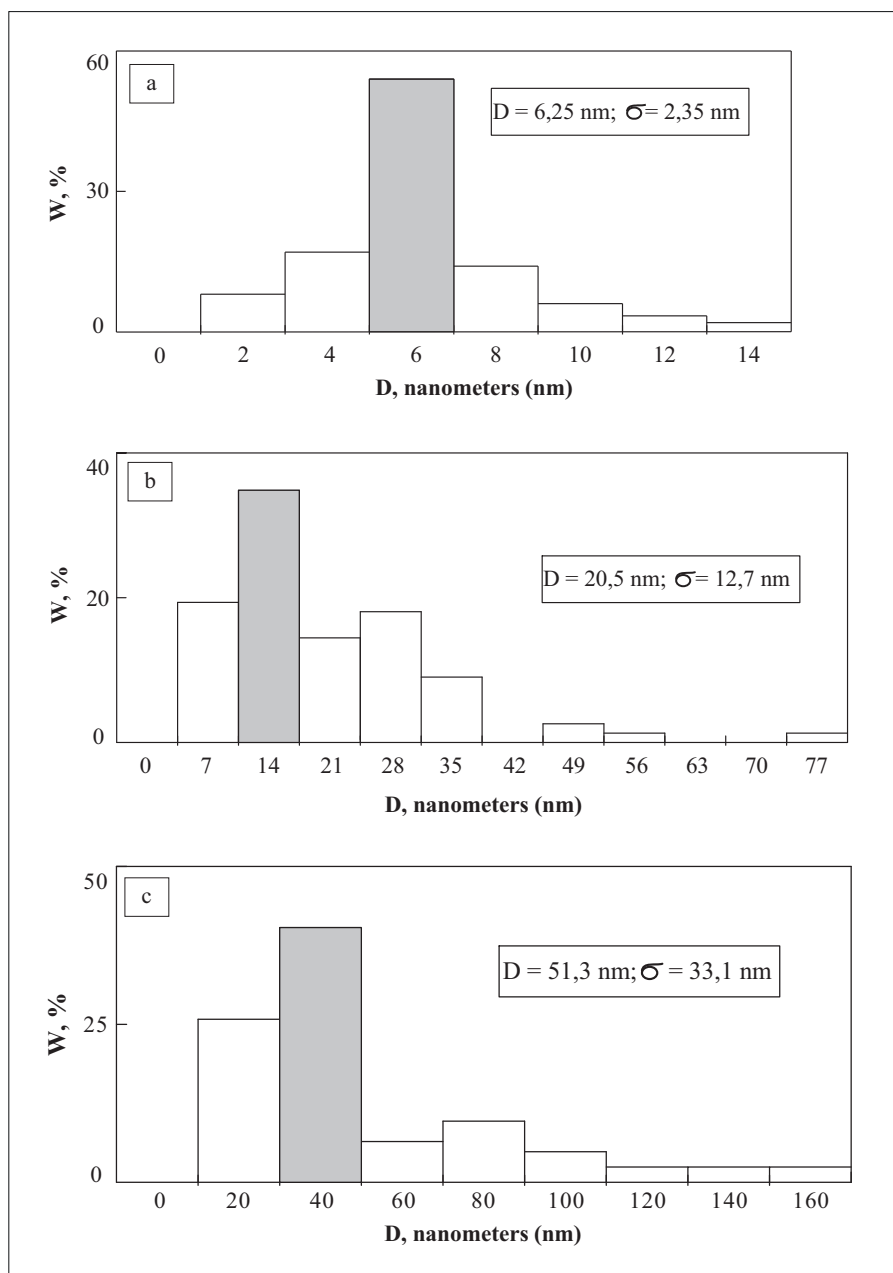 60
a
D = 6,25 nm; σ = 2,35 nm
30
W, %
0
0 2 4 6 8 10 12 14
D, nanometers (nm)
40
b
D = 20,5 nm; σ = 12,7 nm
20
W, %
0
0 7 14 21 28 35 42 49 56 63 70 77
D, nanometers (nm)
50
c
D = 51,3 nm; σ = 33,1 nm
25
W, %
0
0 20 40 60 80 100 120 140 160
D, nanometers (nm)